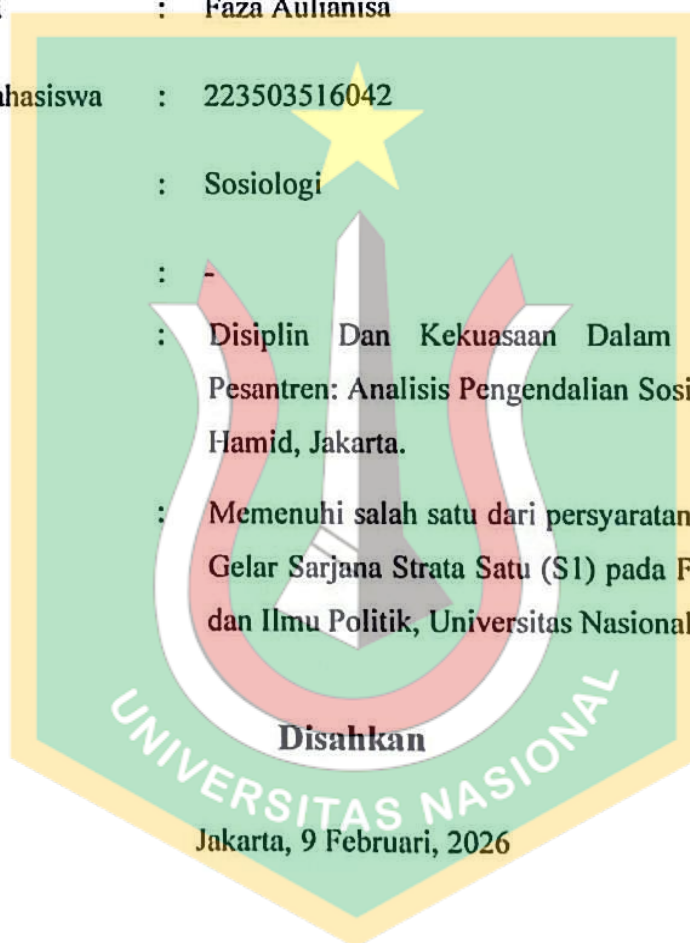 : Faza Aulianisa
ahasiswa : 223503516042
: Sosiologi
: -
: Disiplin Dan Kekuasaan Dalam
Pesantren: Analisis Pengendalian Sosi
Hamid, Jakarta.
: Memenuhi salah satu dari persyaratan
Gelar Sarjana Strata Satu (S1) pada F
dan Ilmu Politik, Universitas Nasional
Disahkan
UNIVERSITAS NASIONAL
Jakarta, 9 Februari, 2026